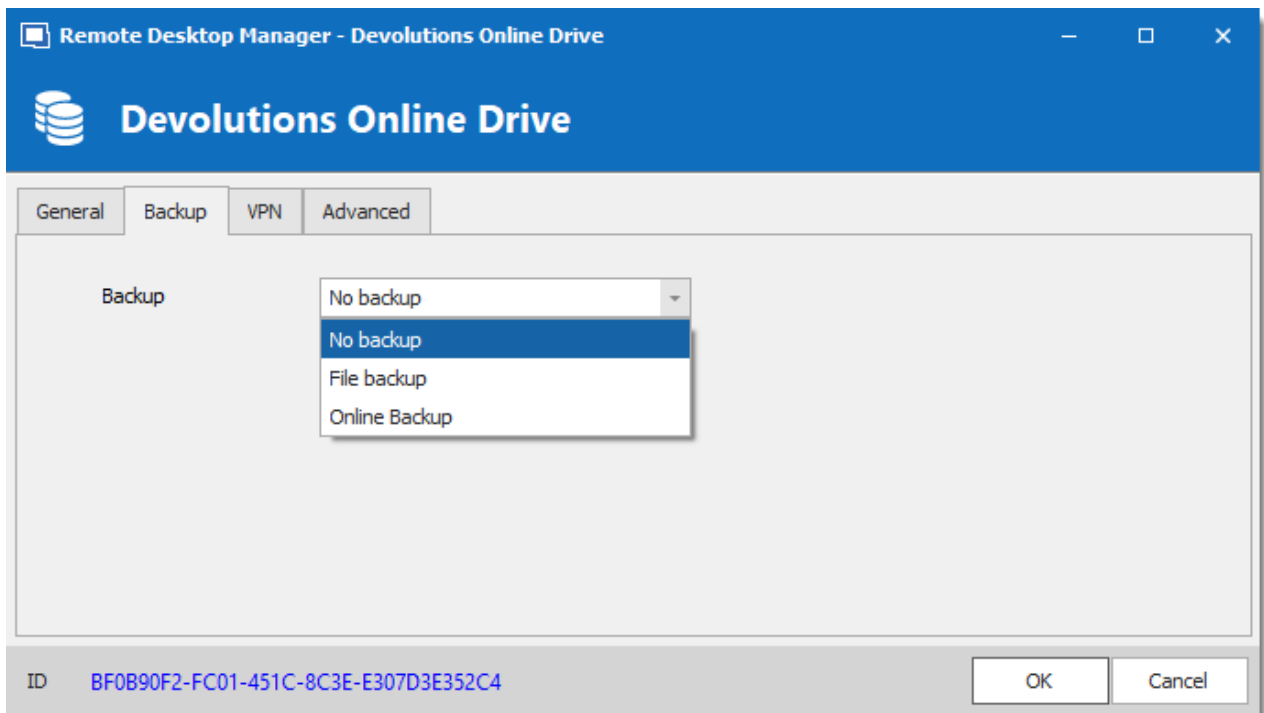 Remote Desktop Manager - Devolutions Online Drive
Devolutions Online Drive
General Backup VPN Advanced
Backup No backup
No backup
File backup
Online Backup
ID BF0B90F2-FC01-451C-8C3E-E307D3E352C4 OK Cancel